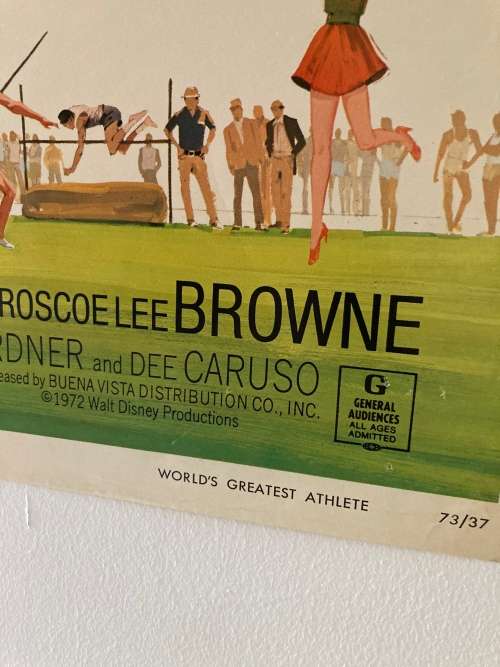 ROSCOE LEE BROWNE
RDNER and DEE CARUSO
eased by BUENA VISTA DISTRIBUTION CO., INC.
©1972 Walt Disney Productions
G
GENERAL
AUDIENCES
ALL AGES
ADMITTED
WORLD'S GREATEST ATHLETE
73/37